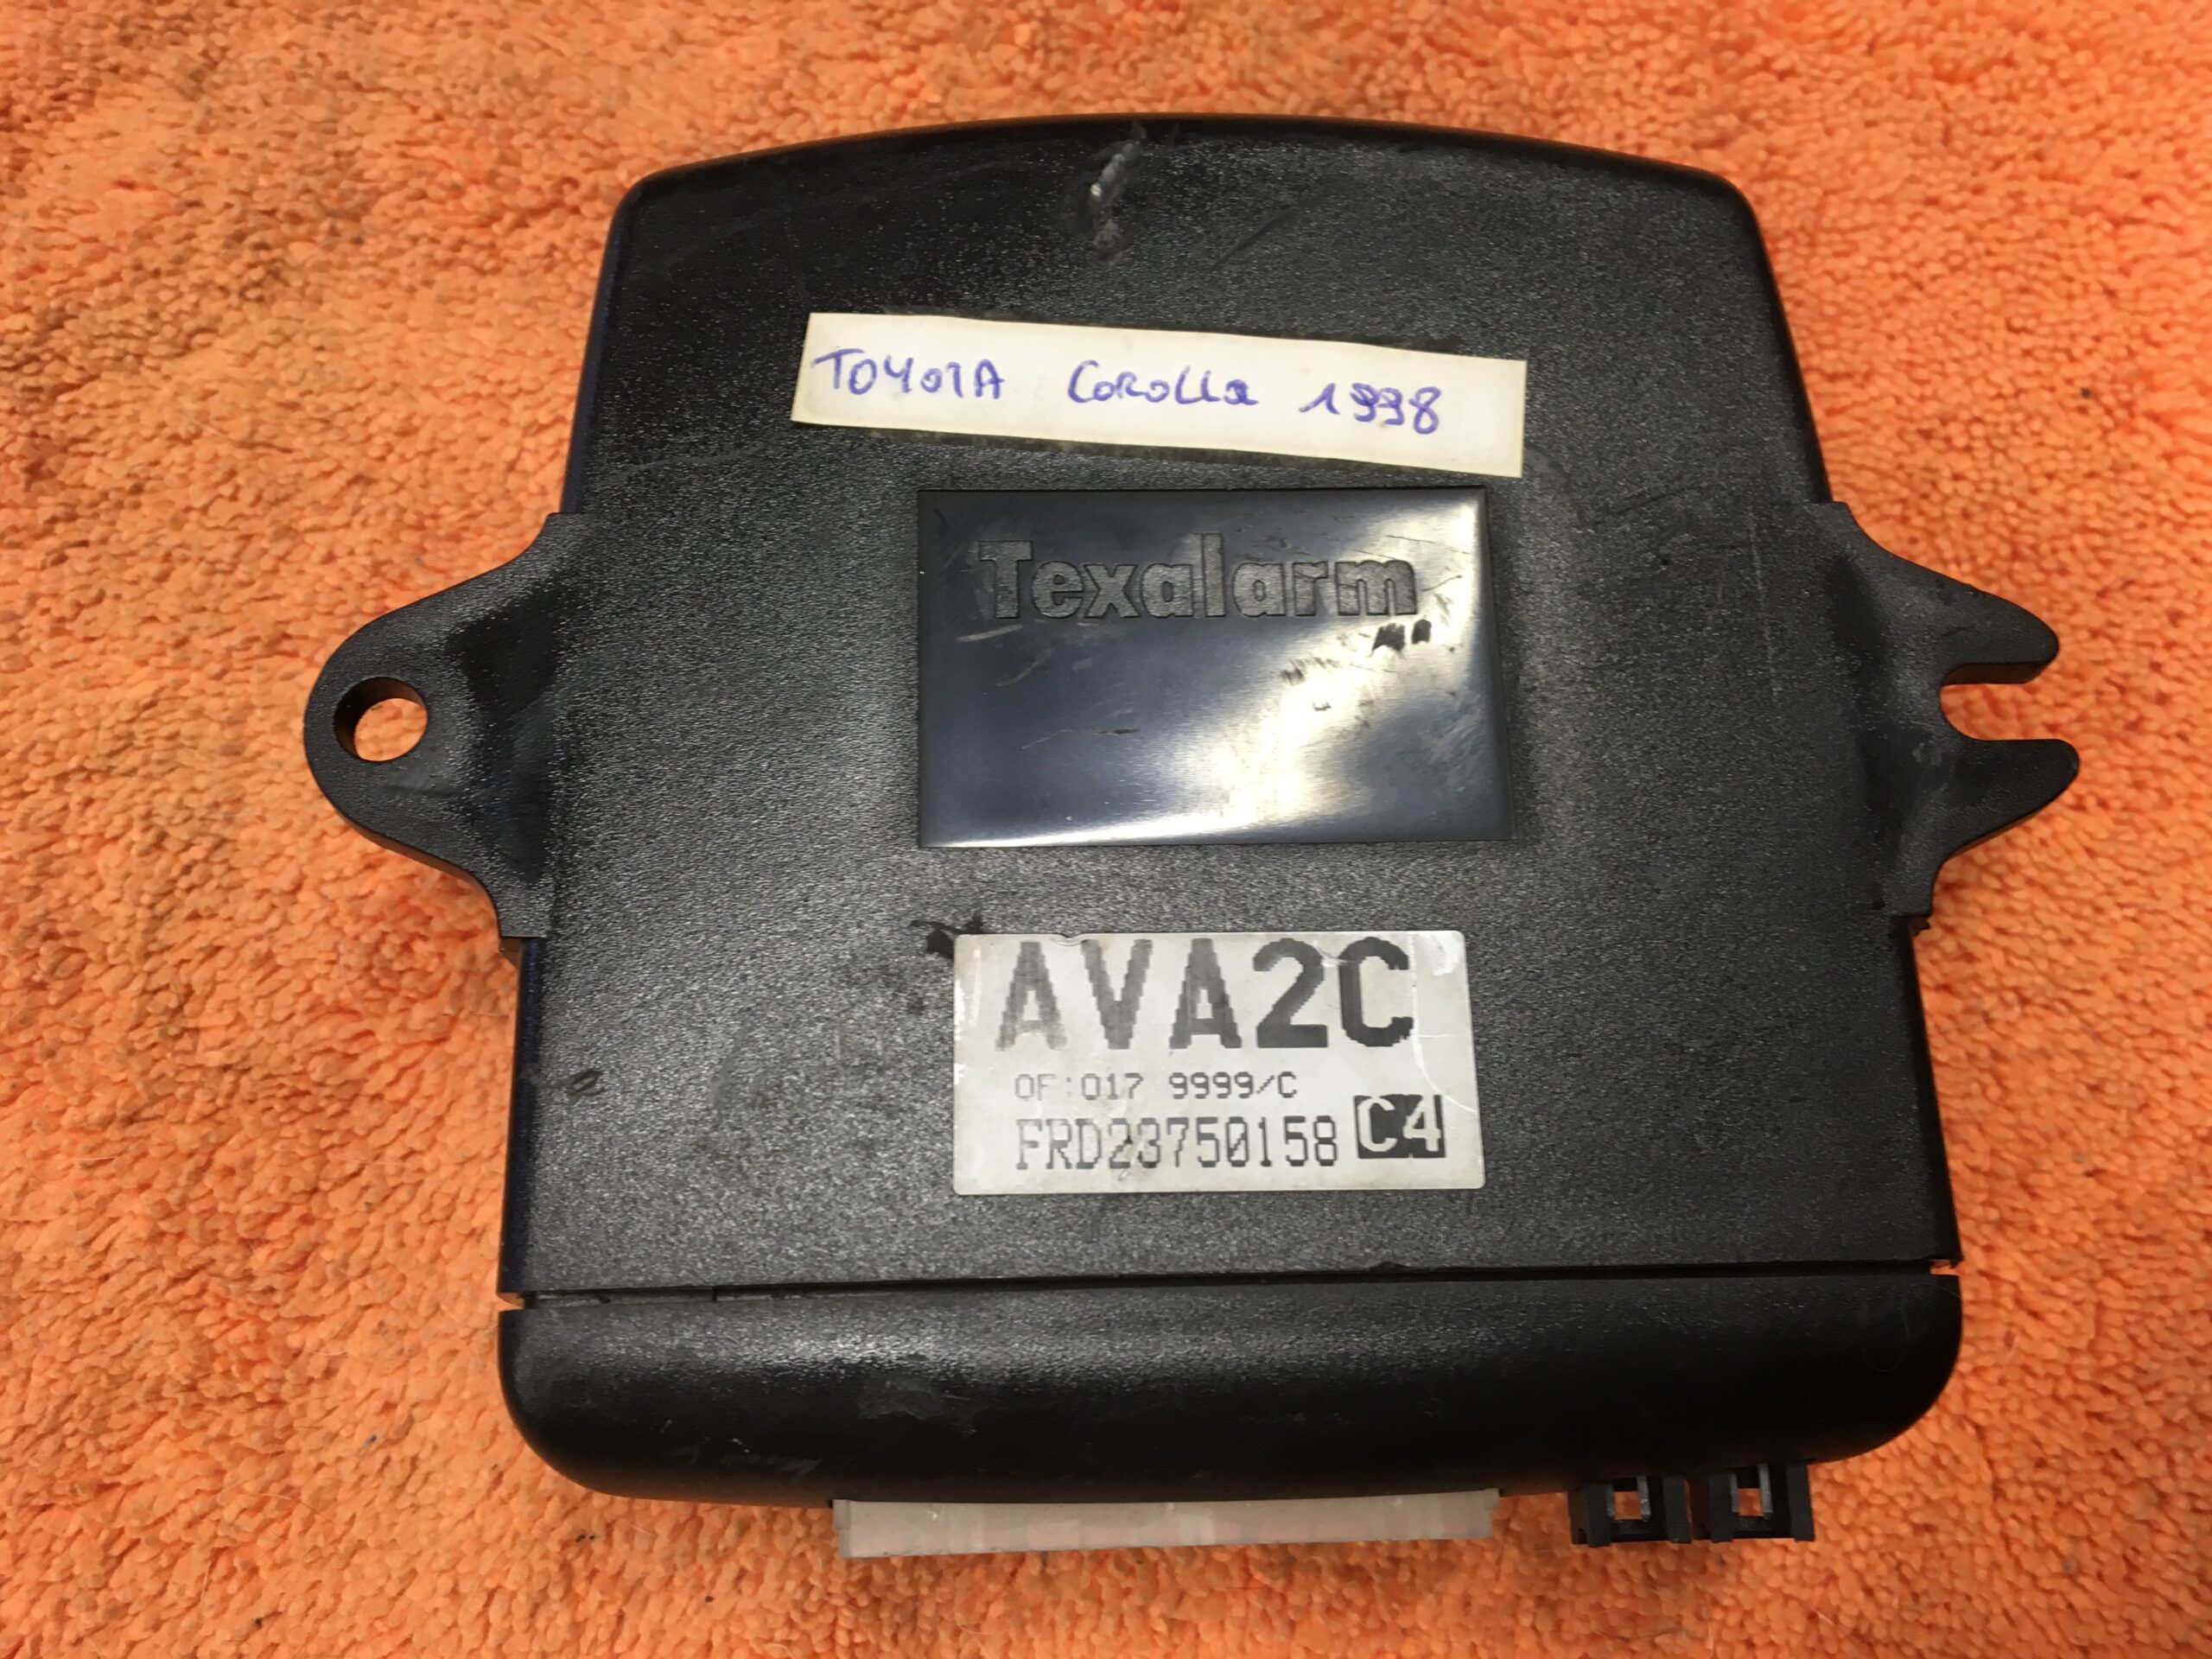 TOYOTA Corolla 1998
Texalarm
AVA2C
OF:017 9999/C
FRD23750158 C4